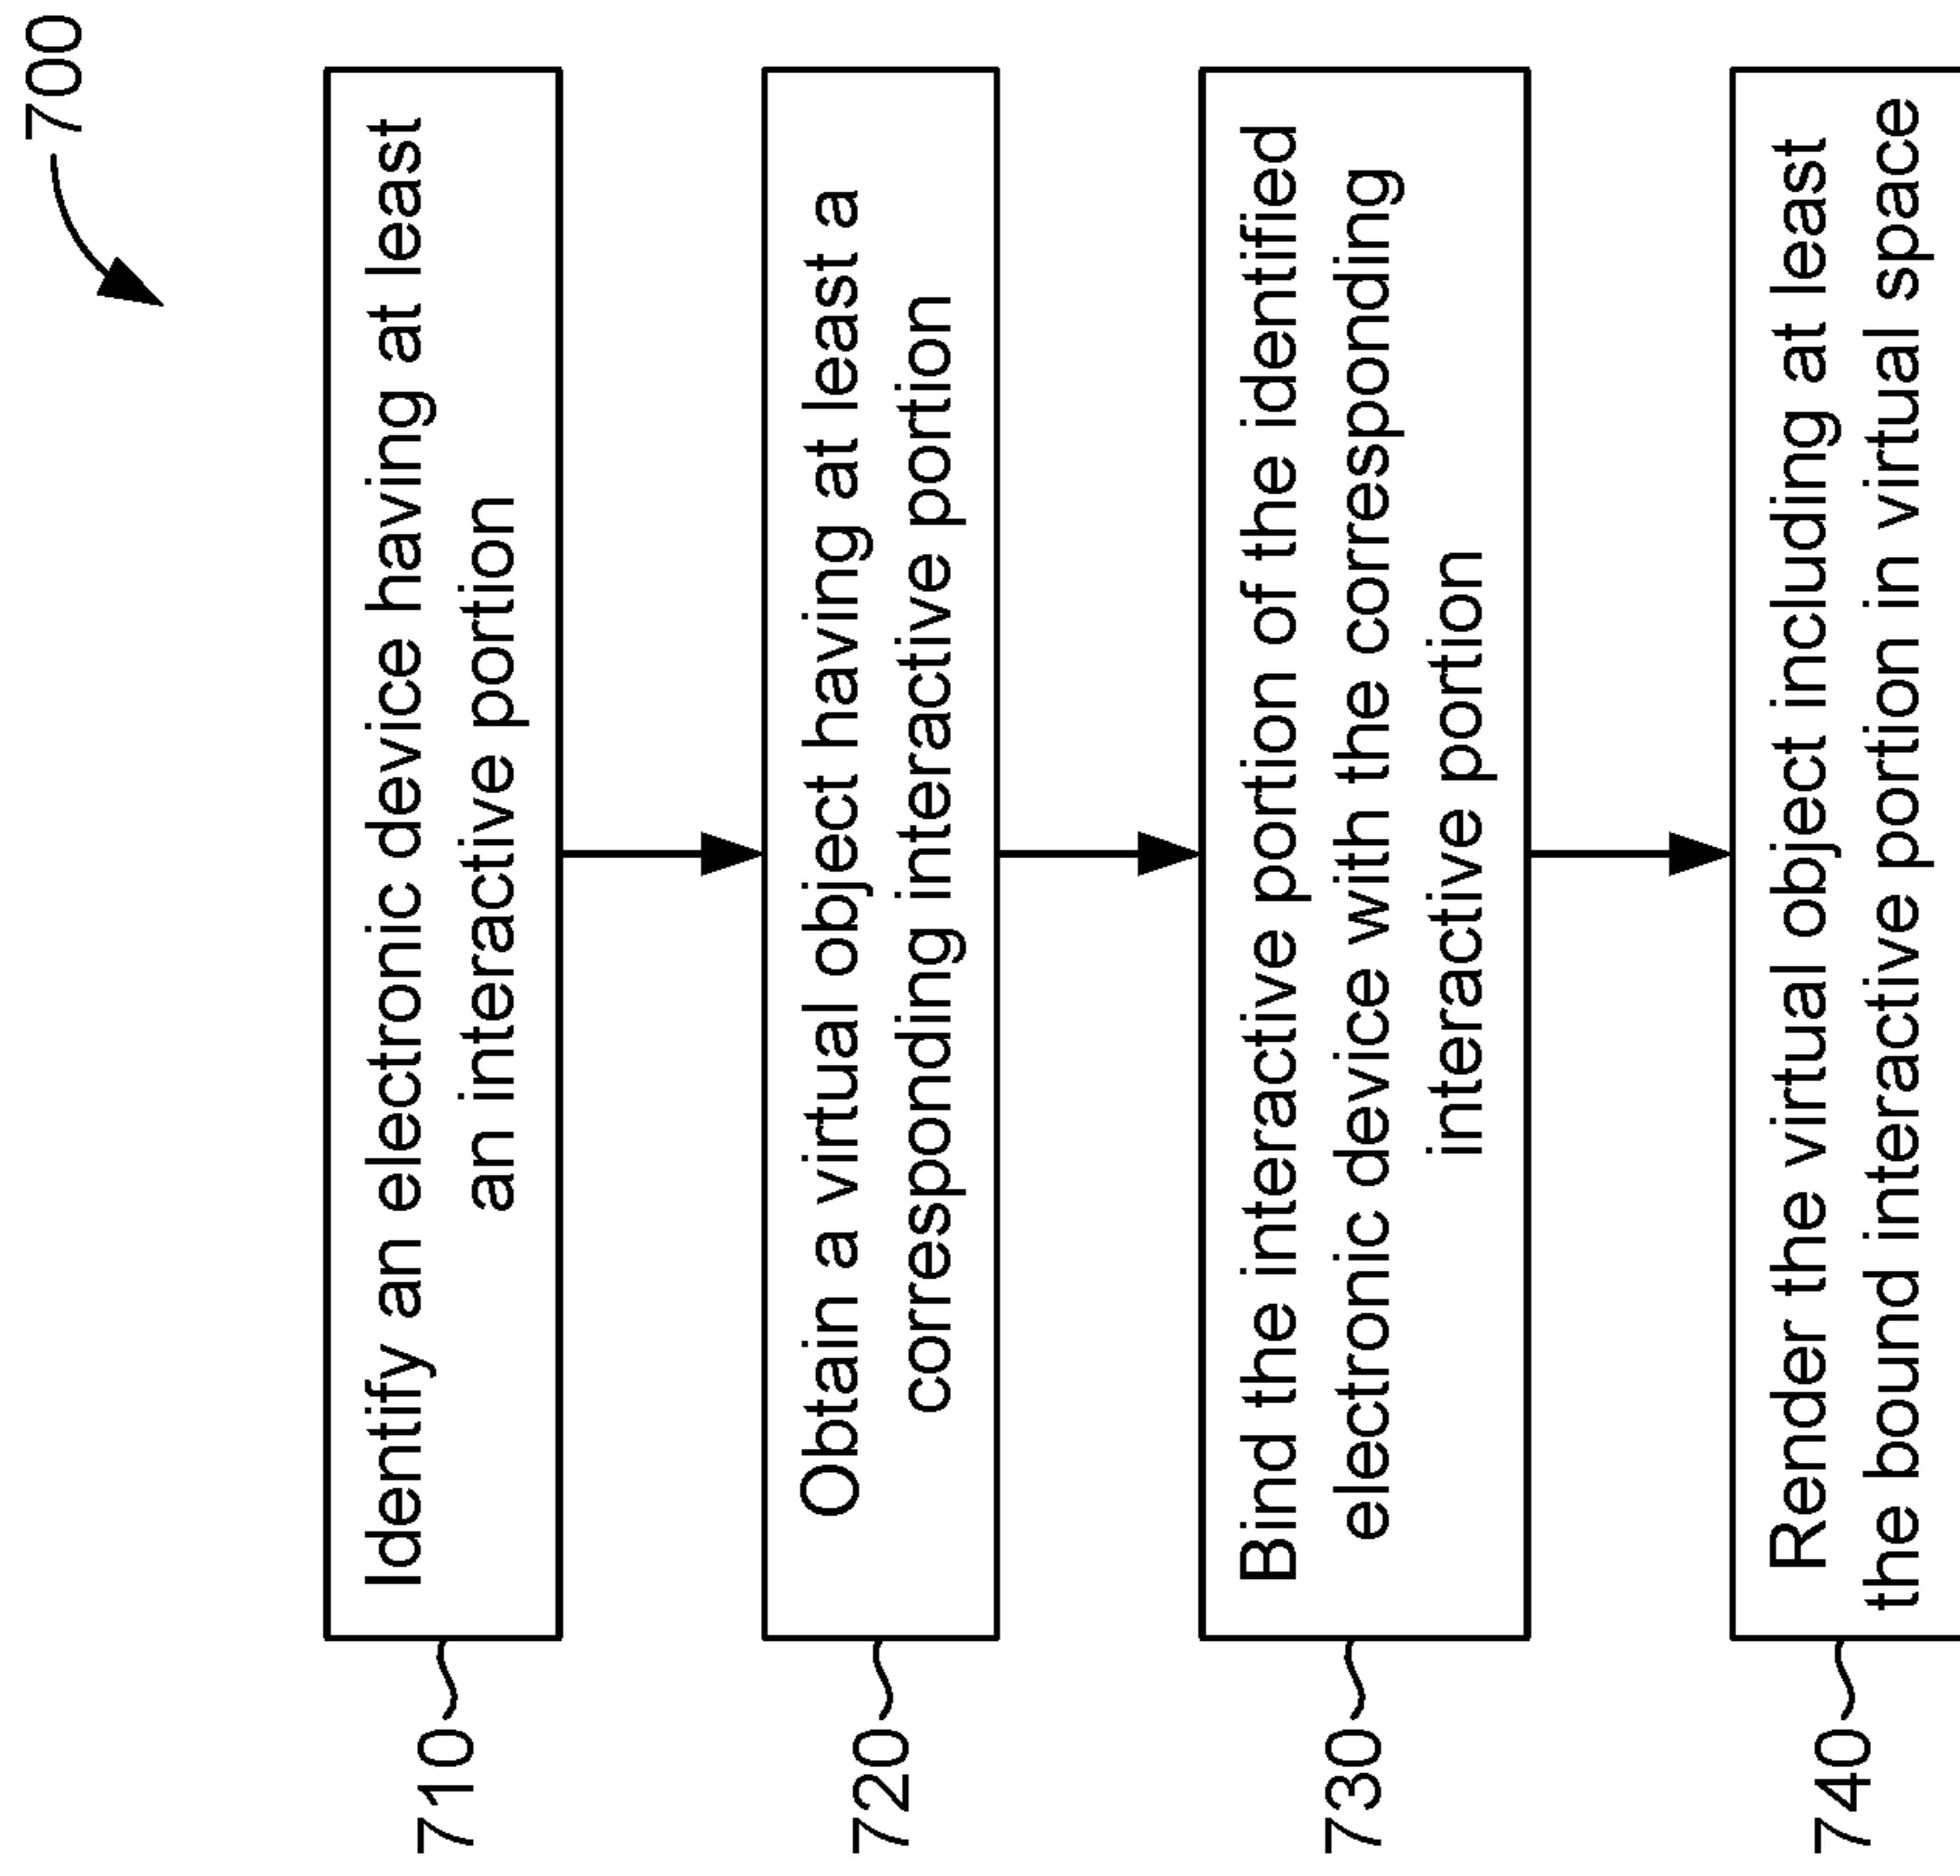 700
710
Identify an electronic device having at least
an interactive portion
720
Obtain a virtual object having at least a
corresponding interactive portion
730
Bind the interactive portion of the identified
electronic device with the corresponding
interactive portion
740
Render the virtual object including at least
the bound interactive portion in virtual space